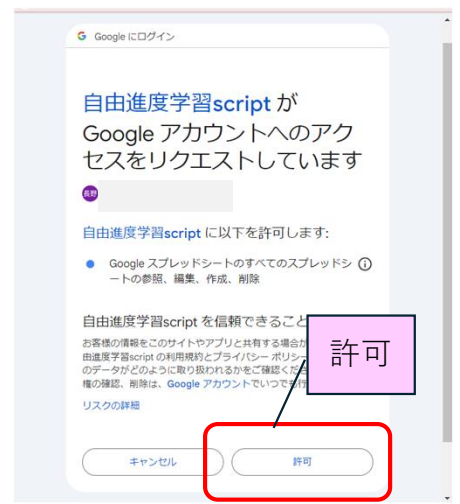 Google にログイン
自由進度学習script が
Google アカウントへのアク
セスをリクエストしています
長野
自由進度学習script に以下を許可します:
Google スプレッドシートのすべてのスプレッドシ
ートの参照、編集、作成、削除
自由進度学習script を信頼できること
お客様の情報をこのサイトやアプリと共有する場合が
由進度学習script の利用規約とプライバシー ポリシー
のデータがどのように取り扱われるかをご確認くださ
権の確認、削除は、Google アカウントでいつでも行
リスクの詳細
許可
キャンセル
許可